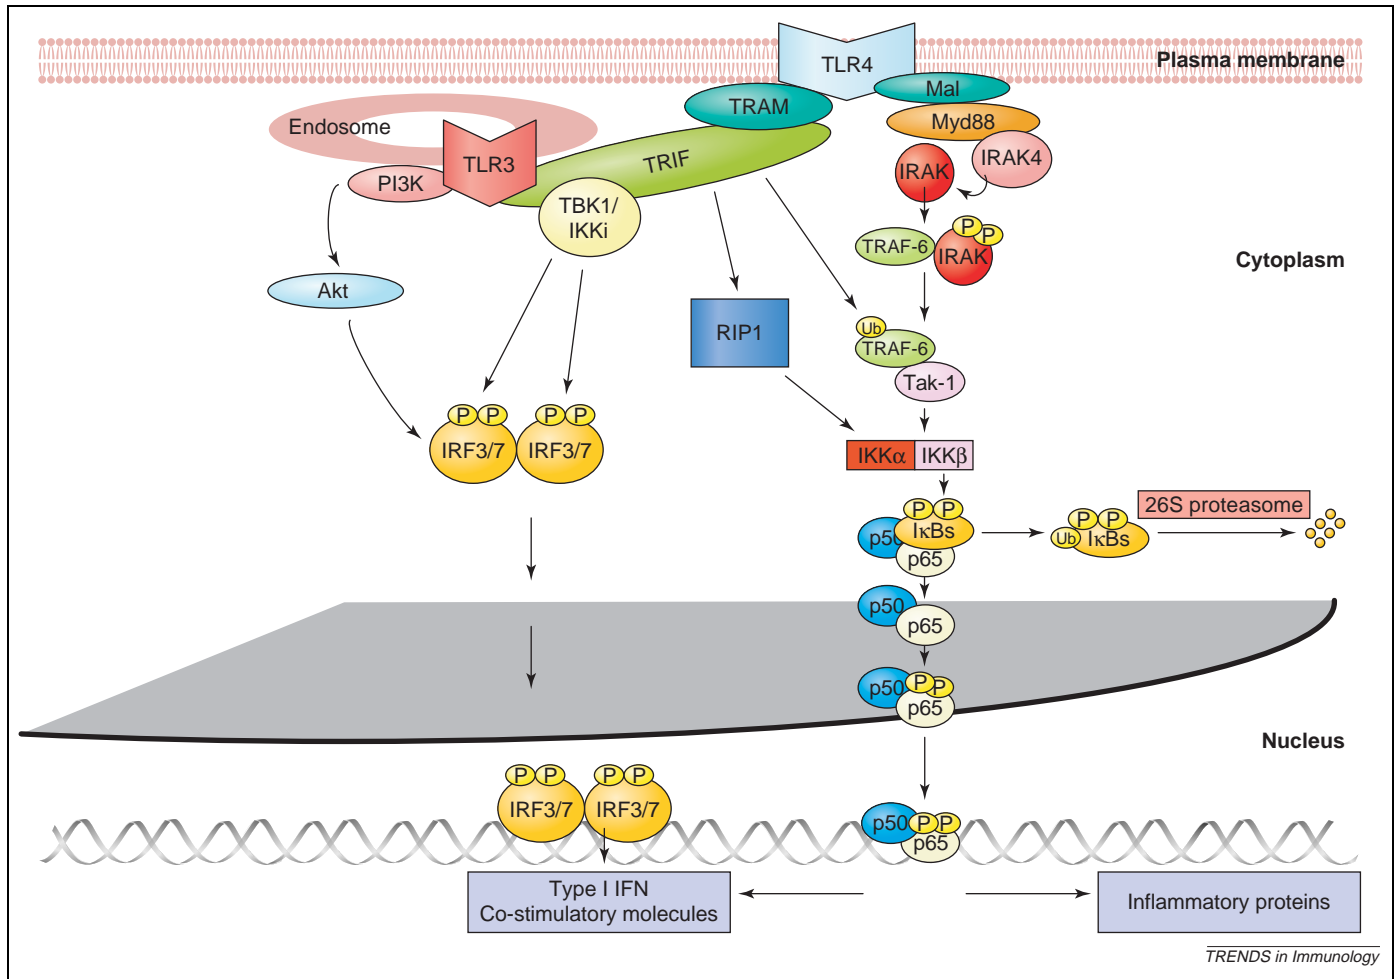 TLR4
Plasma membrane
Mal
TRAM
Myd88
Endosome
TRIF
IRAK4
TLR3
IRAK
PI3K
TBK1/
IKKi
P
P
TRAF-6
IRAK
Cytoplasm
Akt
Ub
RIP1
TRAF-6
Tak-1
P P
P P
IRF3/7
IRF3/7
IKKα
IKKβ
26S proteasome
P P
IκBs
p50
p65
P P
Ub
IκBs
p50
p65
p50
P P
p65
Nucleus
P P
P P
IRF3/7
IRF3/7
p50
P P
p65
Type I IFN
Co-stimulatory molecules
Inflammatory proteins
TRENDS in Immunology